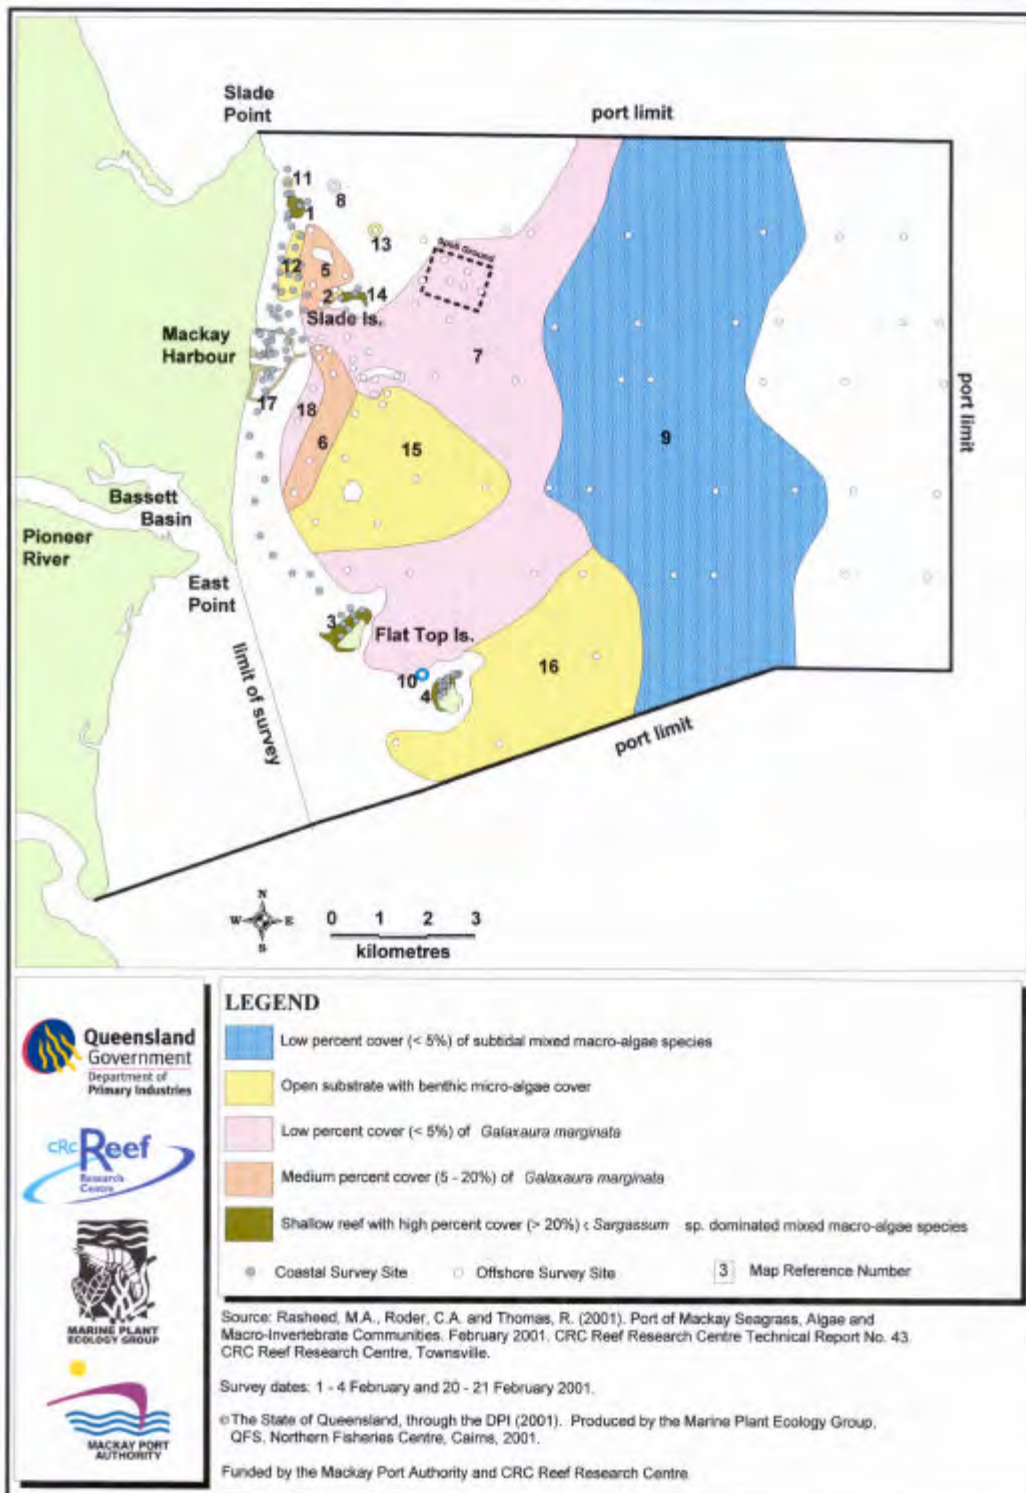 Slade
Point
port limit
11
8
1
13
Spoil Ground
12
5
2
14
Slade Is.
Mackay
Harbour
7
port limit
17
18
6
15
9
Bassett
Basin
Pioneer
River
East
Point
3
Flat Top Is.
limit of survey
10
4
16
port limit
N
W E
S
0 1 2 3
kilometres
LEGEND
Low percent cover (< 5%) of subtidal mixed macro-algae species
Open substrate with benthic micro-algae cover
Low percent cover (< 5%) of Galaxaura marginata
Medium percent cover (5 - 20%) of Galaxaura marginata
Shallow reef with high percent cover (> 20%) Sargassum sp. dominated mixed macro-algae species
Coastal Survey Site Offshore Survey Site 3 Map Reference Number
Queensland
Government
Department of
Primary Industries
CRC Reef
Research
Centre
MARINE PLANT
ECOLOGY GROUP
MACKAY PORT
AUTHORITY
Source: Rasheed, M.A., Roder, C.A. and Thomas, R. (2001). Port of Mackay Seagrass, Algae and
Macro-Invertebrate Communities. February 2001. CRC Reef Research Centre Technical Report No. 43.
CRC Reef Research Centre, Townsville.
Survey dates: 1 - 4 February and 20 - 21 February 2001.
©The State of Queensland, through the DPI (2001). Produced by the Marine Plant Ecology Group,
QFS, Northern Fisheries Centre, Cairns, 2001.
Funded by the Mackay Port Authority and CRC Reef Research Centre